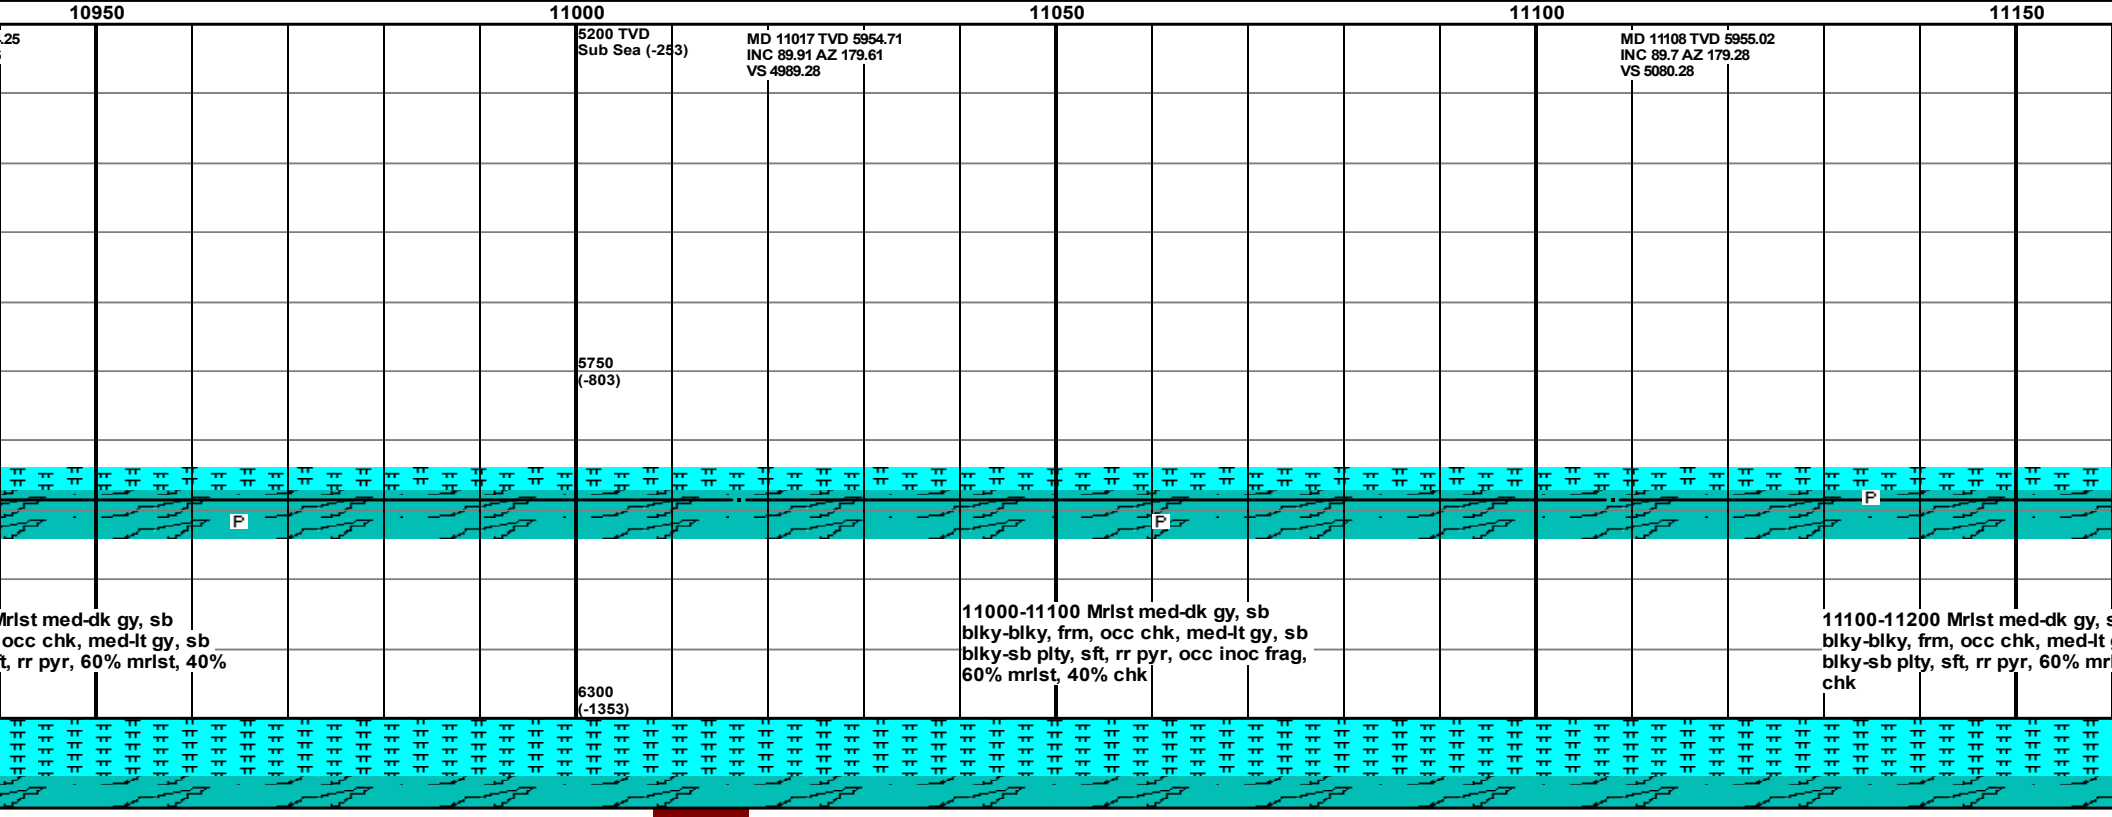 10950 11000 11050 11100 11150
.25
5200 TVD
Sub Sea (-253)
MD 11017 TVD 5954.71
INC 89.91 AZ 179.61
VS 4989.28
MD 11108 TVD 5955.02
INC 89.7 AZ 179.28
VS 5080.28
5750
(-803)
P
P
P
Mrlst med-dk gy, sb
occ chk, med-lt gy, sb
t, rr pyr, 60% mrlst, 40%
11000-11100 Mrlst med-dk gy, sb
blky-blky, frm, occ chk, med-lt gy, sb
blky-sb plty, sft, rr pyr, occ inoc frag,
60% mrlst, 40% chk
11100-11200 Mrlst med-dk gy, s
blky-blky, frm, occ chk, med-lt
blky-sb plty, sft, rr pyr, 60% mr
chk
6300
(-1353)